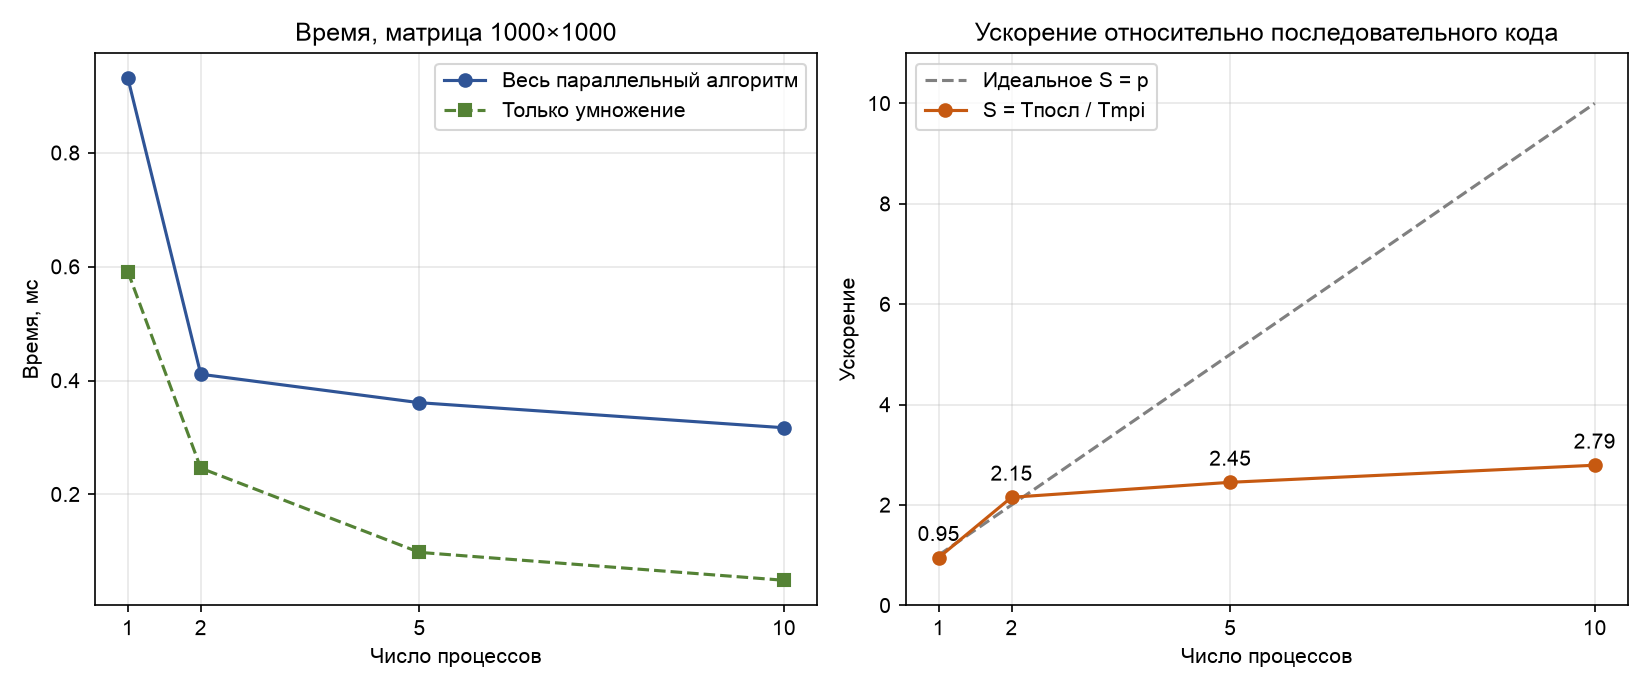 Время, матрица 1000×1000
Весь параллельный алгоритм
Только умножение
Время, мс
0.8
0.6
0.4
0.2
1
2
5
10
Число процессов
Ускорение относительно последовательного кода
Идеальное S = p
S = Tпосл / Tmpi
Ускорение
10
8
6
4
2
0
0.95
2.15
2.45
2.79
1
2
5
10
Число процессов